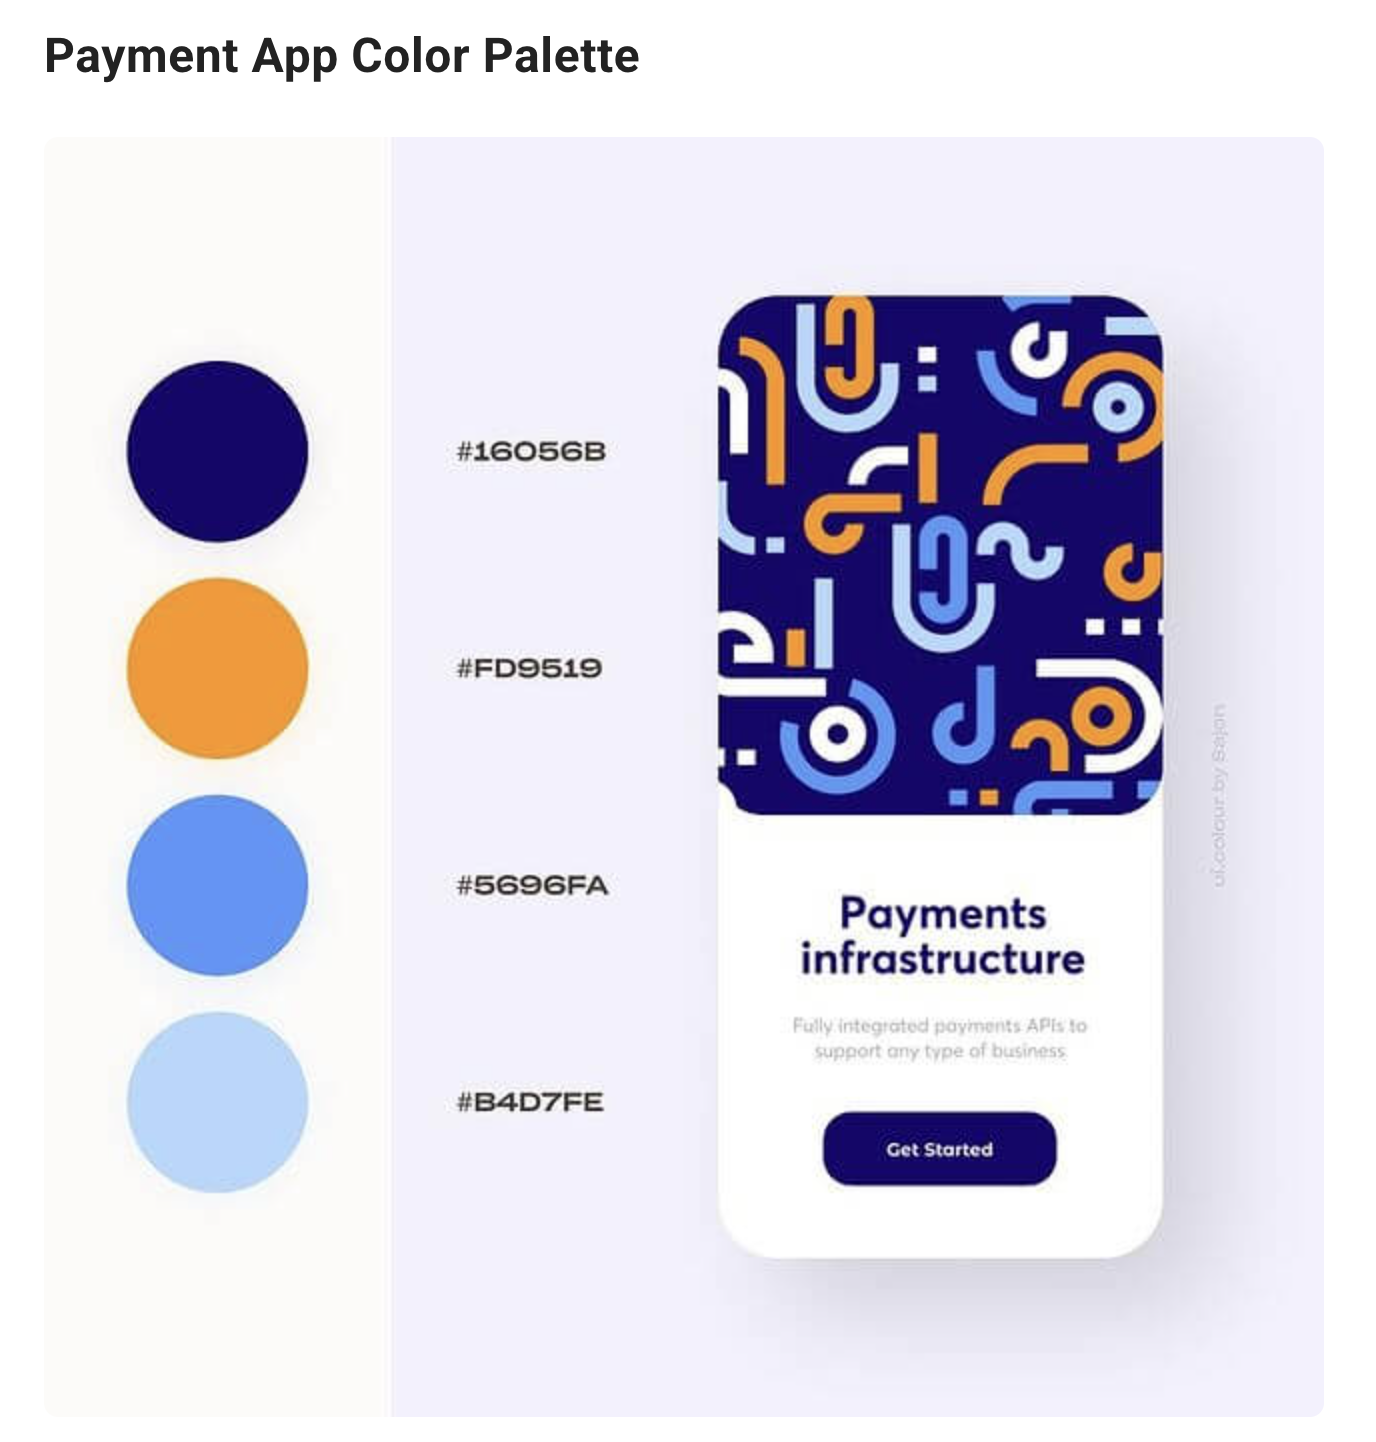 Payment App Color Palette
#16056B
#FD9519
#5696FA
#B4D7FE
Payments
infrastructure
Fully integrated payments APIs to
support any type of business
Get Started
ui.colour by Sajon